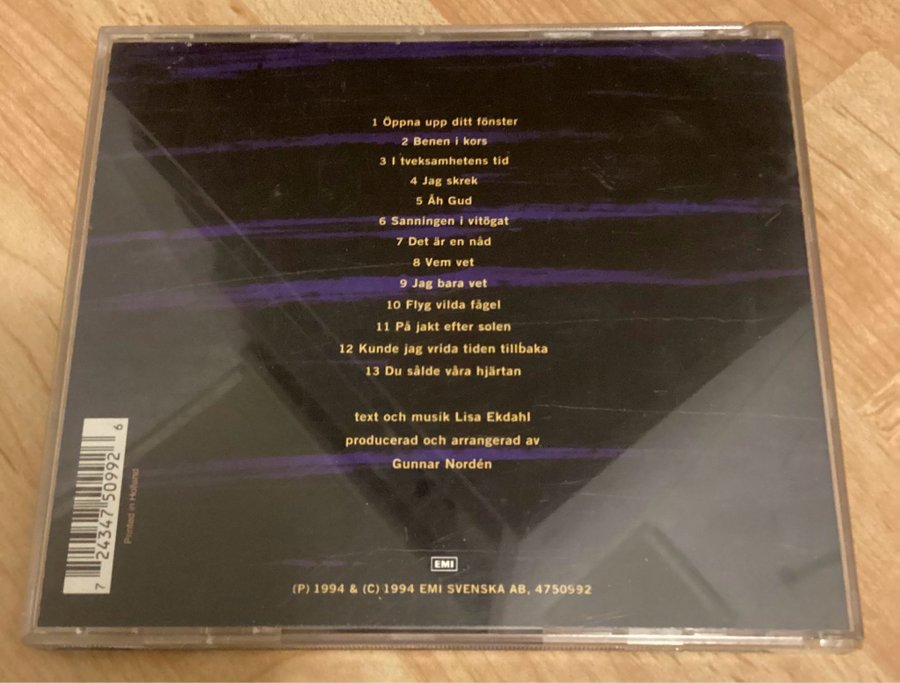 1 Öppna upp ditt fönster
2 Benen i kors
3 I tveksamhetens tid
4 Jag skrek
5 Åh Gud
6 Sanningen i vitögat
7 Det är en nåd
8 Vem vet
9 Jag bara vet
10 Flyg vilda fågel
11 På jakt efter solen
12 Kunde jag vrida tiden tillbaka
13 Du sålde våra hjärtan
text och musik Lisa Ekdahl
producerad och arrangerad av
Gunnar Nordén
7 24347 50992 6
Printed in Holland
EMI
(P) 1994 & (C) 1994 EMI SVENSKA AB, 4750992